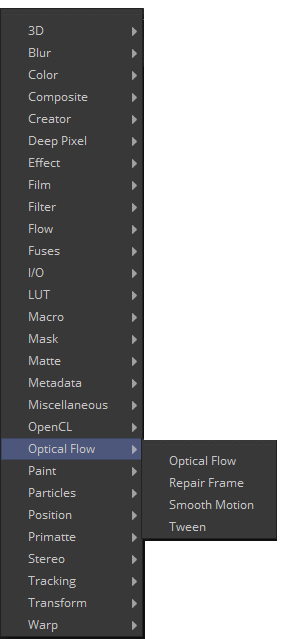 3D
Blur
Color
Composite
Creator
Deep Pixel
Effect
Film
Filter
Flow
Fuses
I/O
LUT
Macro
Mask
Matte
Metadata
Miscellaneous
OpenCL
Optical Flow
Paint
Particles
Position
Primatte
Stereo
Tracking
Transform
Warp
Optical Flow
Repair Frame
Smooth Motion
Tween